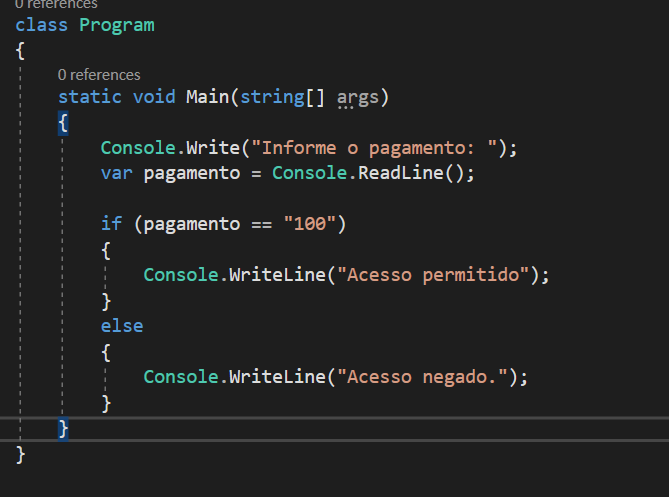 0 references
class Program
{
0 references
static void Main(string[] args)
{
Console.Write("Informe o pagamento: ");
var pagamento = Console.ReadLine();
if (pagamento == "100")
{
Console.WriteLine("Acesso permitido");
}
else
{
Console.WriteLine("Acesso negado.");
}
}
}